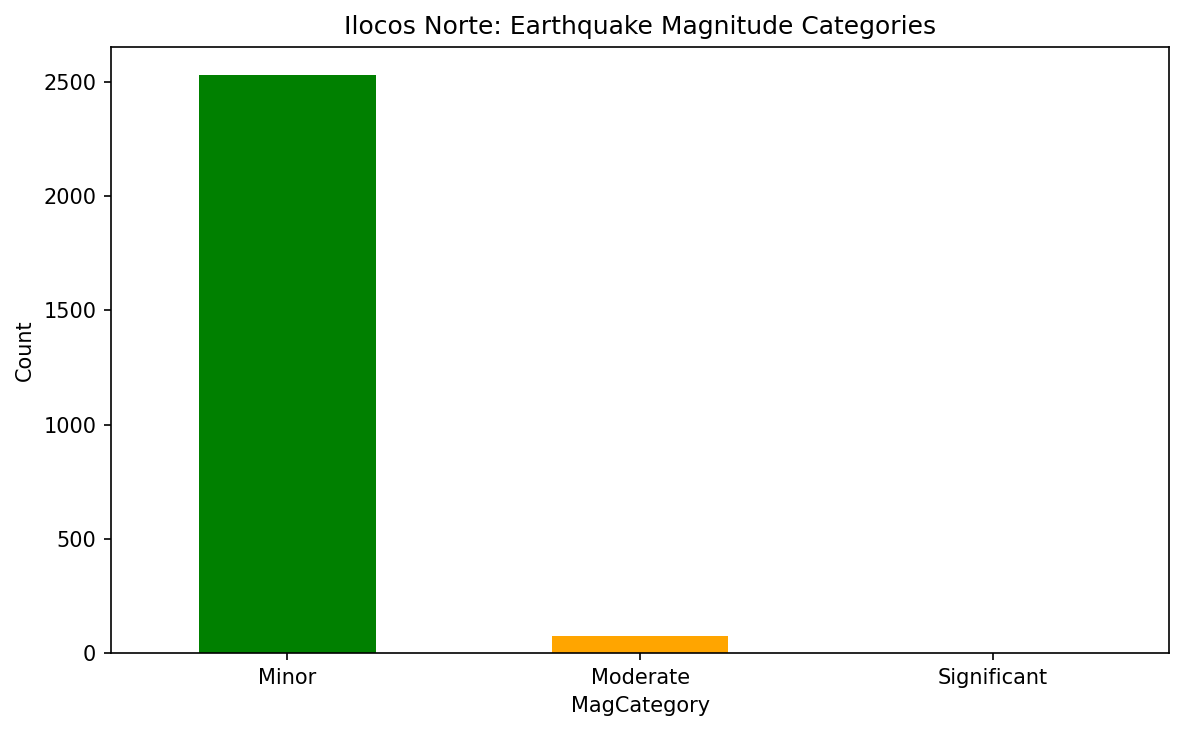 Ilocos Norte: Earthquake Magnitude Categories
2500
2000
1500
1000
500
0
Count
Minor
Moderate
Significant
MagCategory